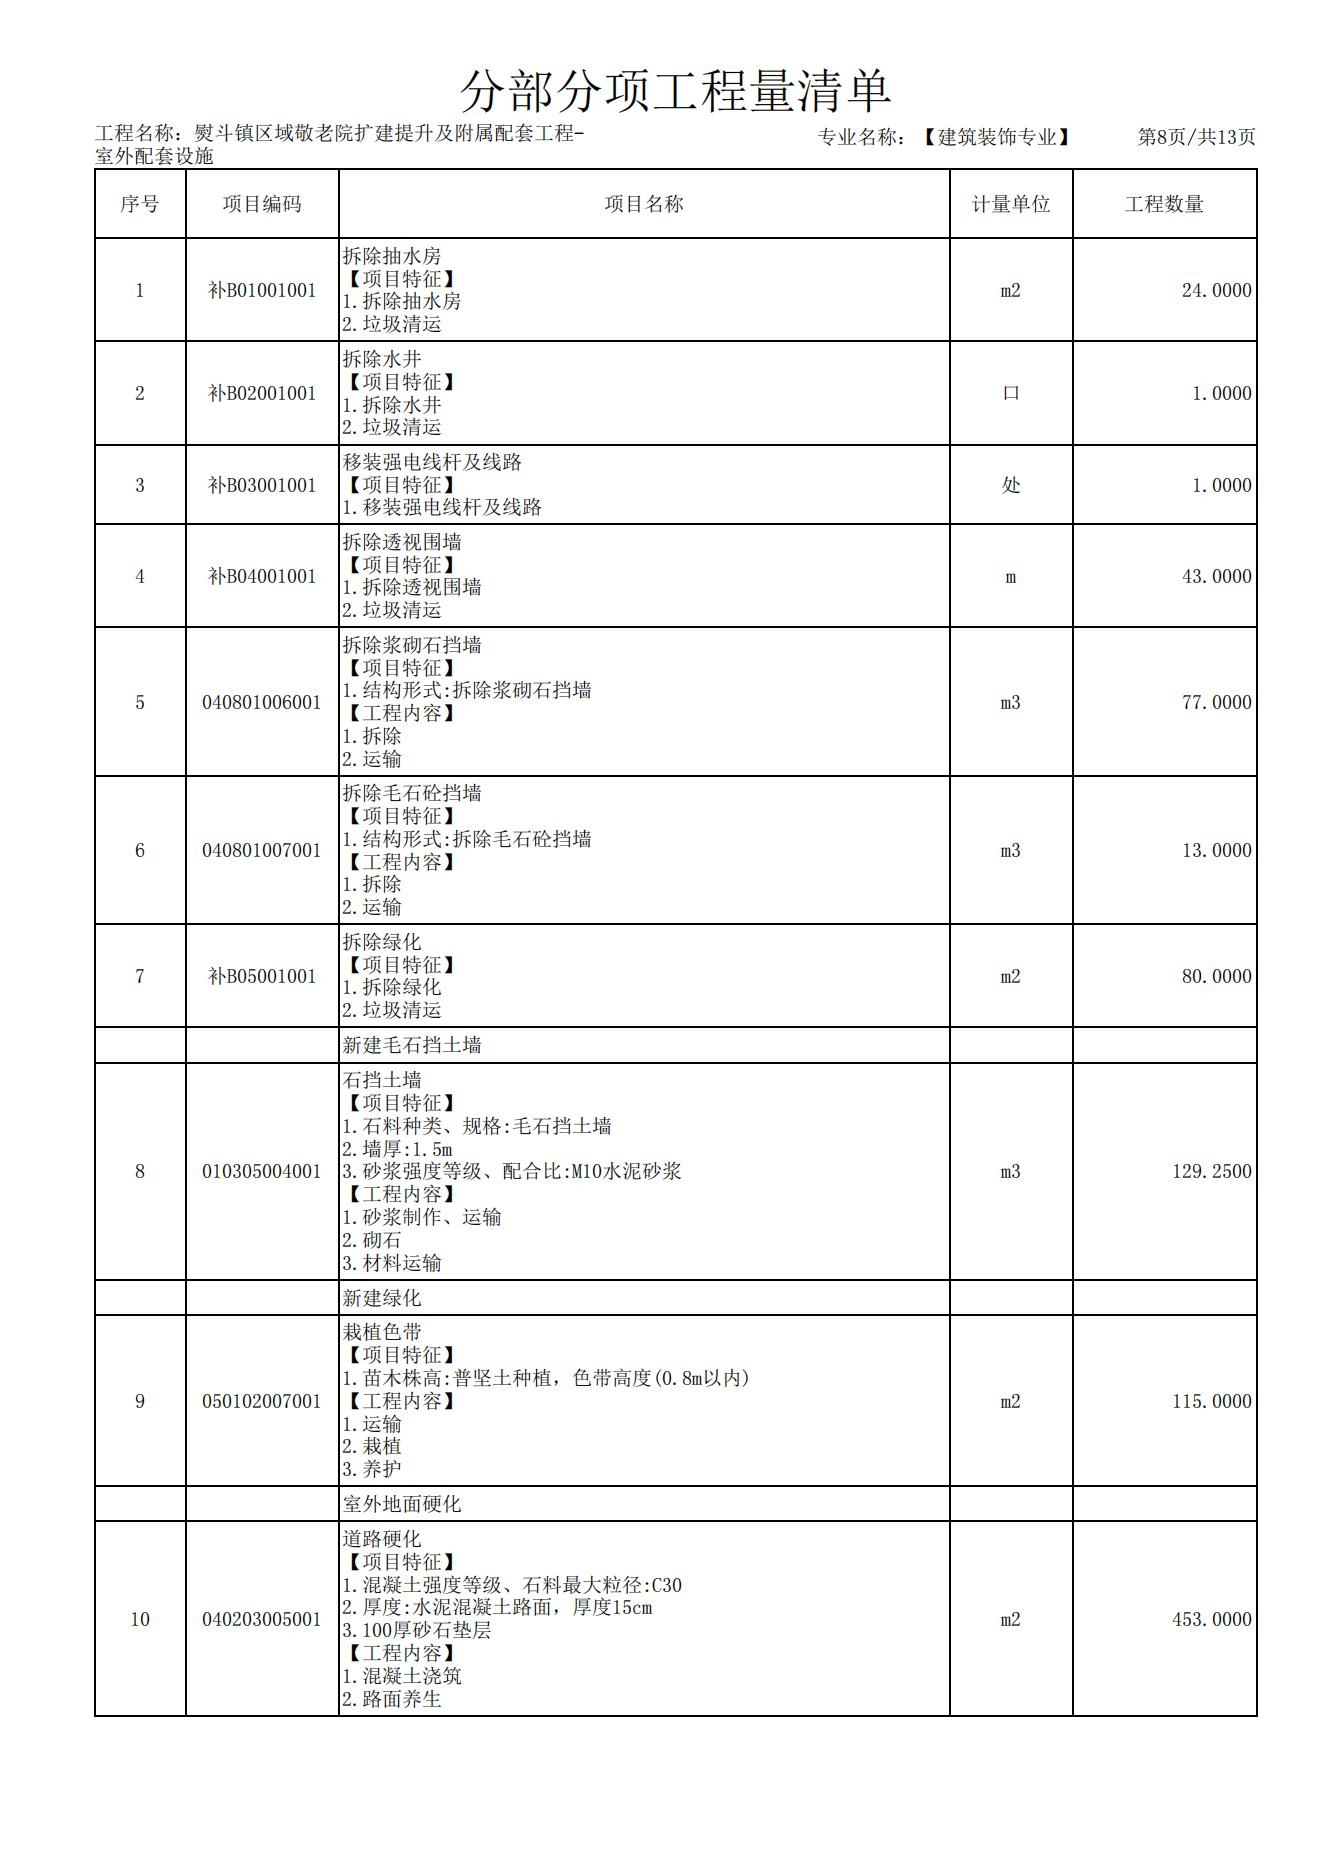 分部分项工程量清单
工程名称：熨斗镇区域敬老院扩建提升及附属配套工程-
室外配套设施
专业名称：【建筑装饰专业】
第8页/共13页
序号 项目编码 项目名称 计量单位 工程数量
拆除抽水房
【项目特征】
1 补B01001001 m2 24.0000
1.拆除抽水房
2.垃圾清运
拆除水井
【项目特征】
2 补B02001001 口 1.0000
1.拆除水井
2.垃圾清运
移装强电线杆及线路
3 补B03001001 【项目特征】 处 1.0000
1.移装强电线杆及线路
拆除透视围墙
【项目特征】
4 补B04001001 m 43.0000
1.拆除透视围墙
2.垃圾清运
拆除浆砌石挡墙
【项目特征】
1.结构形式:拆除浆砌石挡墙
5 040801006001 m3 77.0000
【工程内容】
1.拆除
2.运输
拆除毛石砼挡墙
【项目特征】
1.结构形式:拆除毛石砼挡墙
6 040801007001 m3 13.0000
【工程内容】
1.拆除
2.运输
拆除绿化
【项目特征】
7 补B05001001 m2 80.0000
1.拆除绿化
2.垃圾清运
新建毛石挡土墙
石挡土墙
【项目特征】
1.石料种类、规格:毛石挡土墙
2.墙厚:1.5m
8 010305004001 3.砂浆强度等级、配合比:M10水泥砂浆 m3 129.2500
【工程内容】
1.砂浆制作、运输
2.砌石
3.材料运输
新建绿化
栽植色带
【项目特征】
1.苗木株高:普坚土种植，色带高度(0.8m以内)
9 050102007001 【工程内容】 m2 115.0000
1.运输
2.栽植
3.养护
室外地面硬化
道路硬化
【项目特征】
1.混凝土强度等级、石料最大粒径:C30
2.厚度:水泥混凝土路面，厚度15cm
10 040203005001 m2 453.0000
3.100厚砂石垫层
【工程内容】
1.混凝土浇筑
2.路面养生